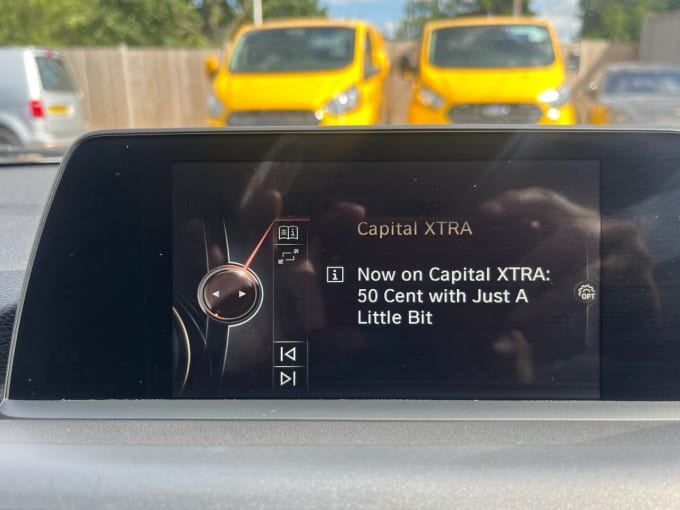 Capital XTRA
Now on Capital XTRA:
50 Cent with Just A
Little Bit
OPT